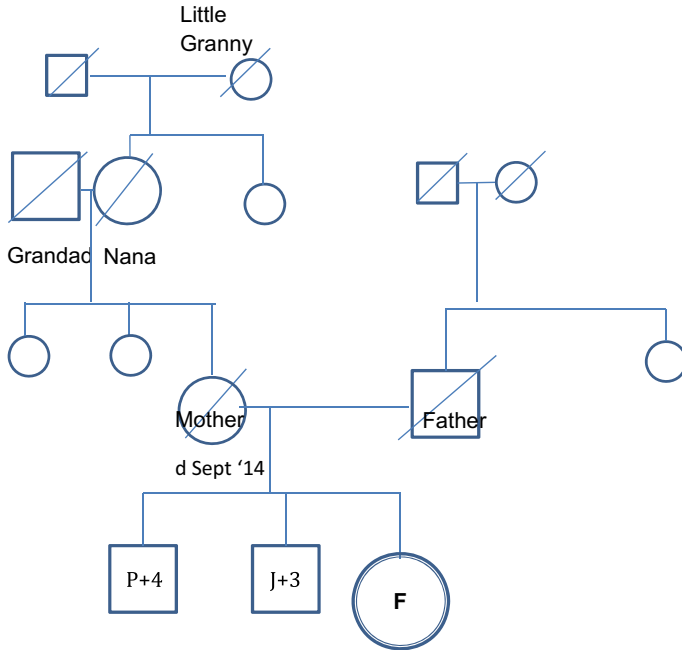 Little
Granny
Grandad Nana
Mother
Father
d Sept ‘14
P+4
J+3
F